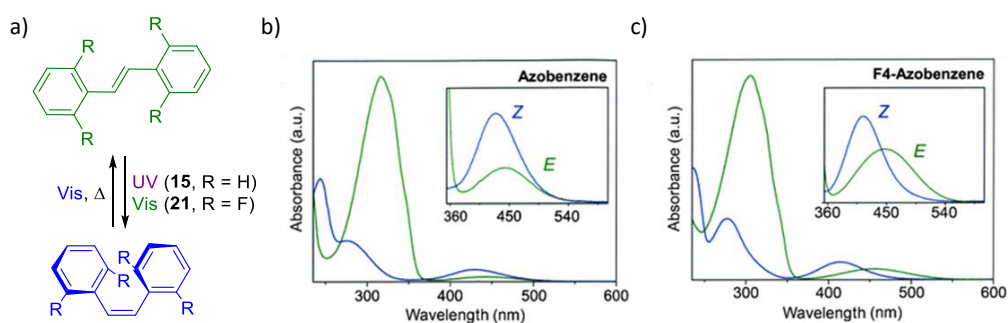 a)
R
R
R
R
Vis, Δ
UV (15, R = H)
Vis (21, R = F)
R
R
R
R
b)
Azobenzene
Z
E
360 450 540
Absorbance (a.u.)
300 400 500 600
Wavelength (nm)
c)
F4-Azobenzene
Z
E
360 450 540
Absorbance (a.u.)
300 400 500 600
Wavelength (nm)